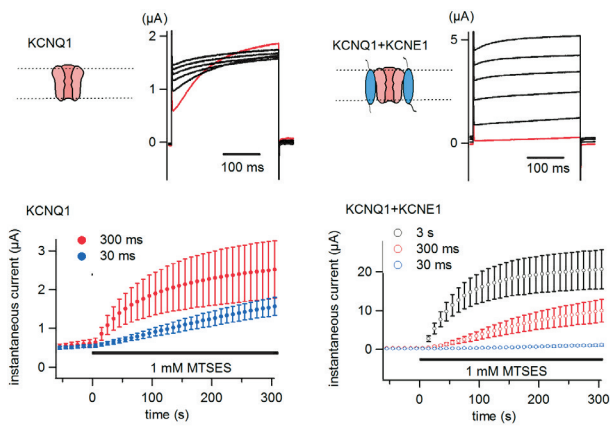 KCNQ1
(µA)
2
1
0
100 ms
KCNQ1+KCNE1
(µA)
5
0
100 ms
KCNQ1
300 ms
30 ms
instantaneous current (µA)
3
2
1
0
1 mM MTSES
0
100
200
300
time (s)
KCNQ1+KCNE1
3 s
300 ms
30 ms
instantaneous current (µA)
20
10
0
1 mM MTSES
0
100
200
300
time (s)